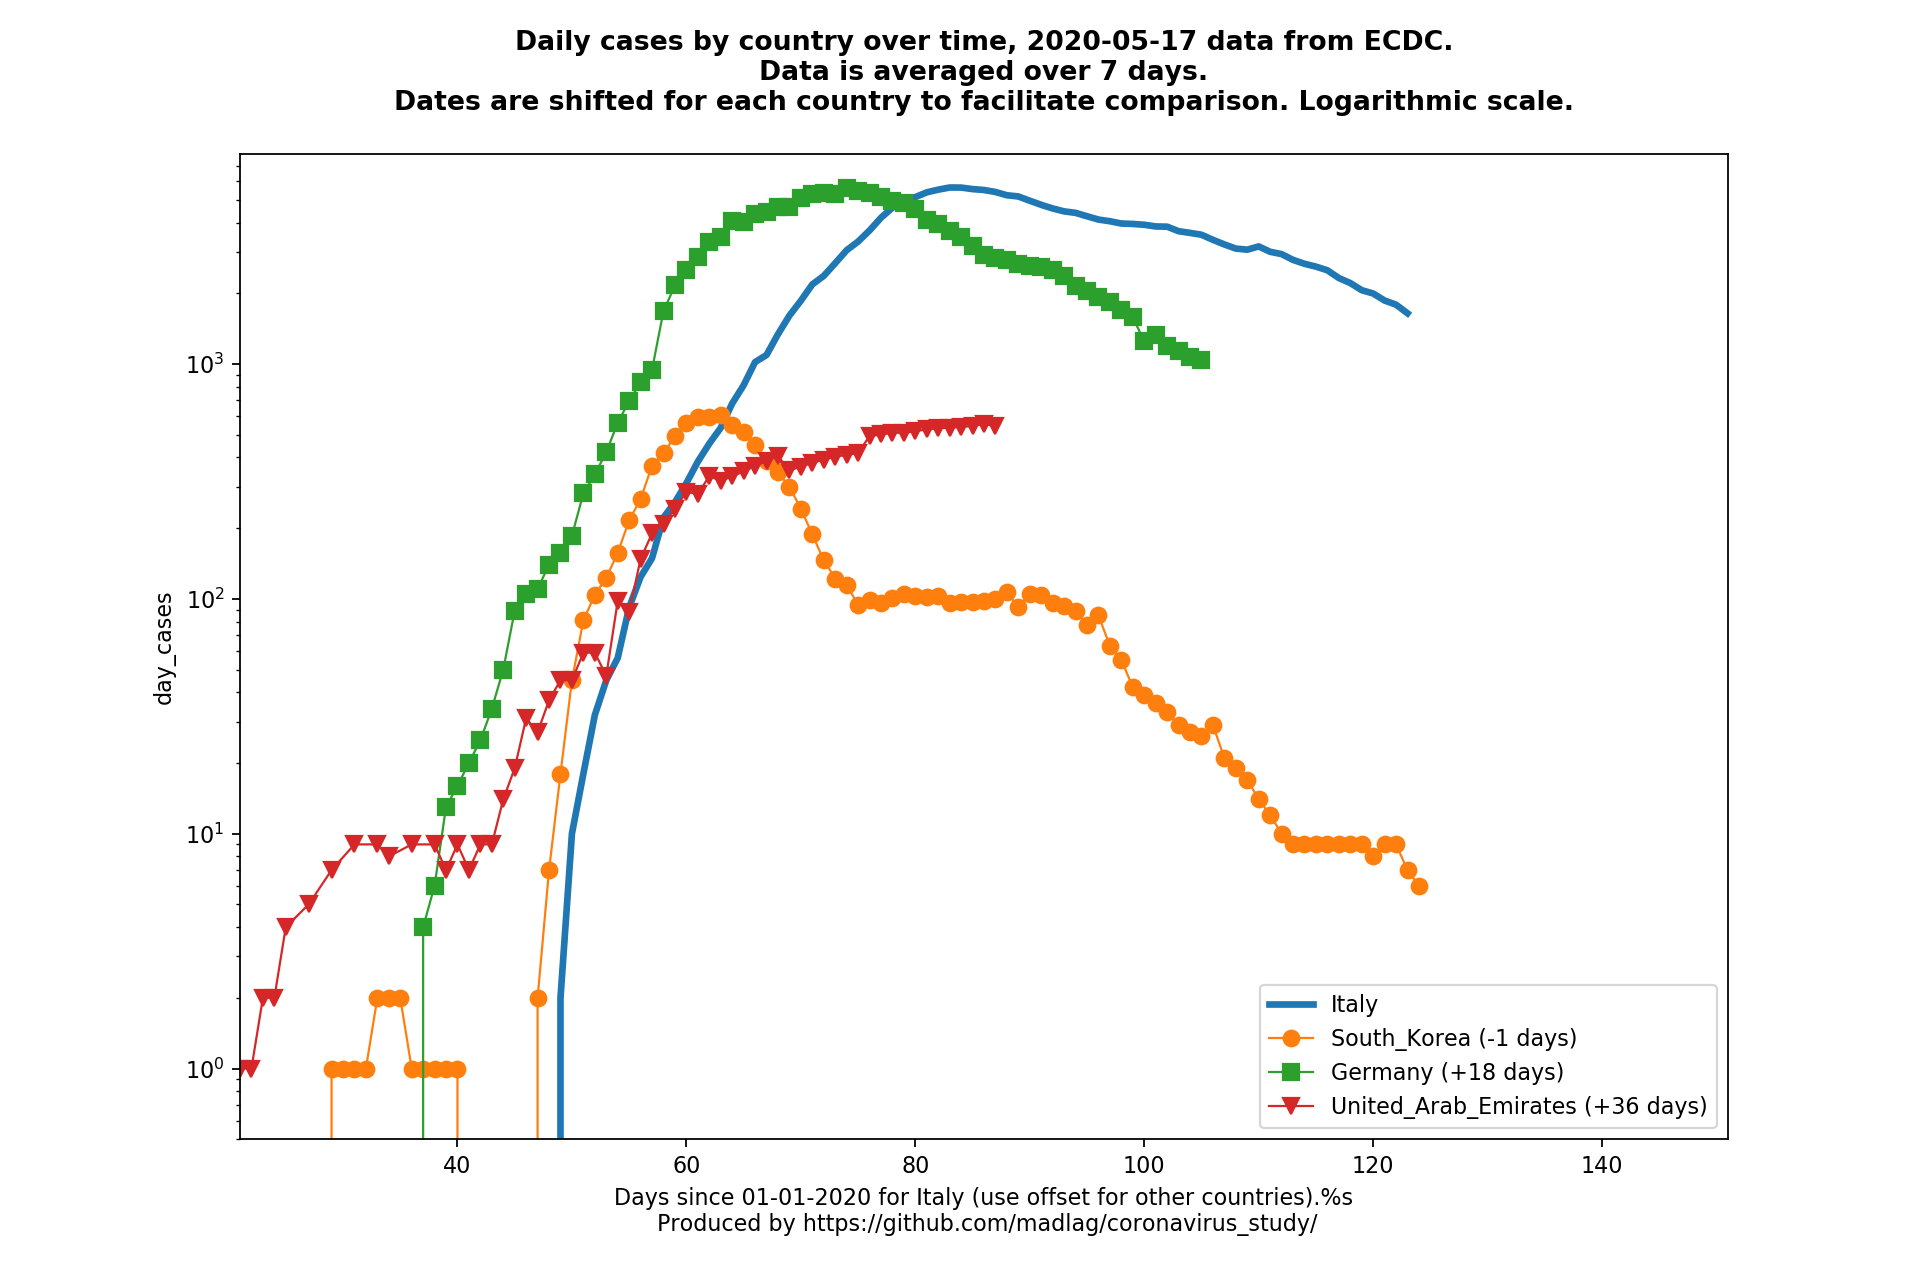 Daily cases by country over time, 2020-05-17 data from ECDC.
Data is averaged over 7 days.
Dates are shifted for each country to facilitate comparison. Logarithmic scale.
10³
10²
10¹
10⁰
day_cases
40 60 80 100 120 140
Days since 01-01-2020 for Italy (use offset for other countries).%s
Produced by https://github.com/madlag/coronavirus_study/
Italy
South_Korea (-1 days)
Germany (+18 days)
United_Arab_Emirates (+36 days)